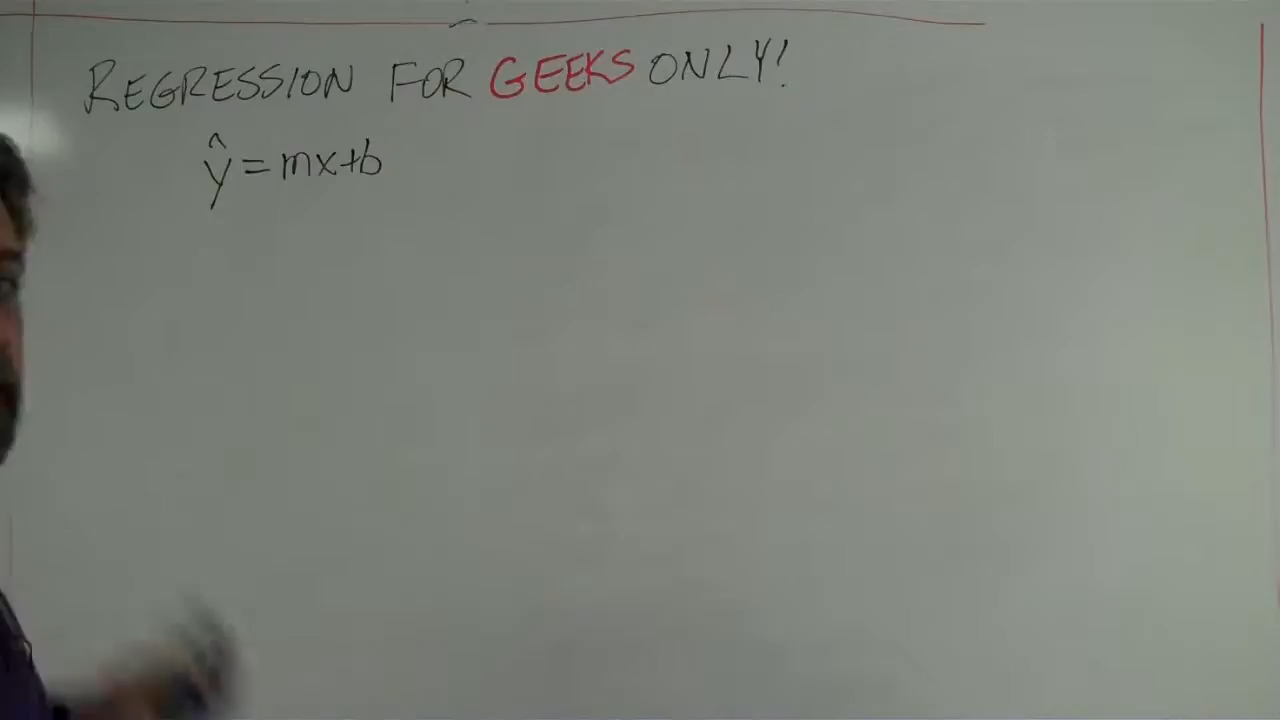 REGRESSION FOR GEEKS ONLY!
ŷ = mx+b